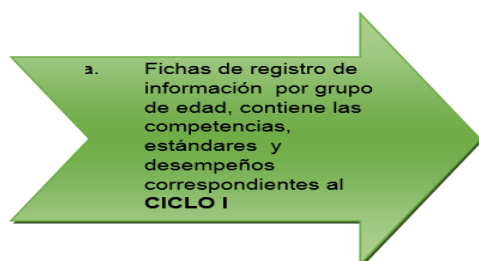 a. Fichas de registro de
información por grupo
de edad, contiene las
competencias,
estándares y
desempeños
correspondientes al
CICLO I